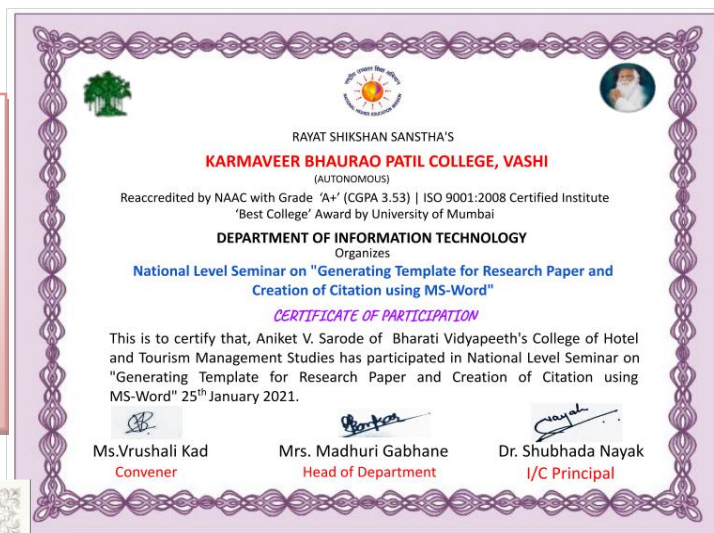 RAYAT SHIKSHAN SANSTHA'S
KARMAVEER BHAURAO PATIL COLLEGE, VASHI
(AUTONOMOUS)
Reaccredited by NAAC with Grade 'A+' (CGPA 3.53) | ISO 9001:2008 Certified Institute
'Best College' Award by University of Mumbai
DEPARTMENT OF INFORMATION TECHNOLOGY
Organizes
National Level Seminar on "Generating Template for Research Paper and
Creation of Citation using MS-Word"
CERTIFICATE OF PARTICIPATION
This is to certify that, Aniket V. Sarode of Bharati Vidyapeeth's College of Hotel
and Tourism Management Studies has participated in National Level Seminar on
"Generating Template for Research Paper and Creation of Citation using
MS-Word" 25th January 2021.
Ms.Vrushali Kad Mrs. Madhuri Gabhane Dr. Shubhada Nayak
Convener Head of Department I/C Principal